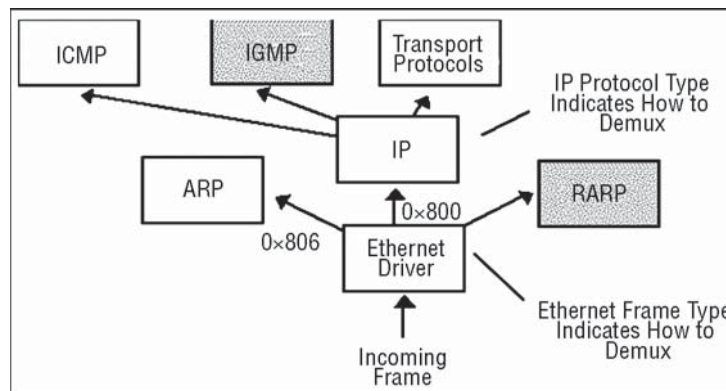 ICMP
IGMP
Transport
Protocols
IP Protocol Type
Indicates How to
Demux
IP
ARP
RARP
0×800
0×806
Ethernet
Driver
Ethernet Frame Type
Indicates How to
Demux
Incoming
Frame